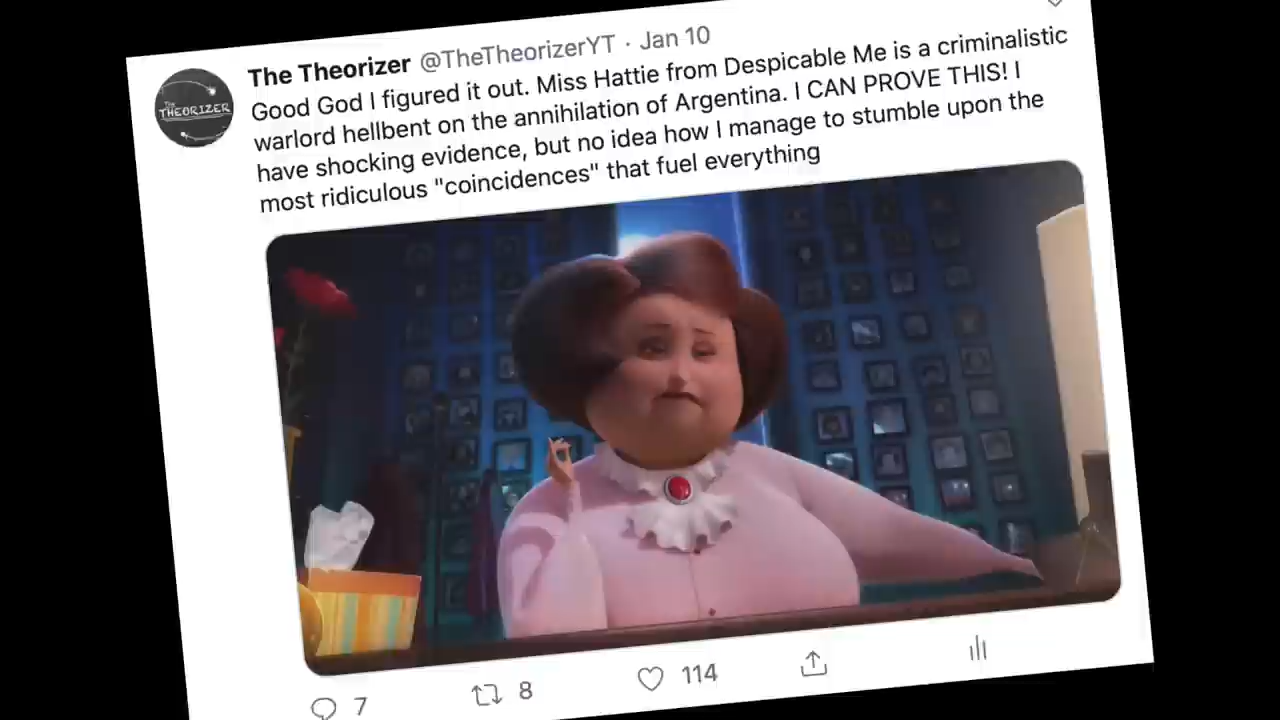 The Theorizer @TheTheorizerYT · Jan 10
Good God I figured it out. Miss Hattie from Despicable Me is a criminalistic
warlord hellbent on the annihilation of Argentina. I CAN PROVE THIS! I
have shocking evidence, but no idea how I manage to stumble upon the
most ridiculous "coincidences" that fuel everything
The
THEORIZER
7
8
114